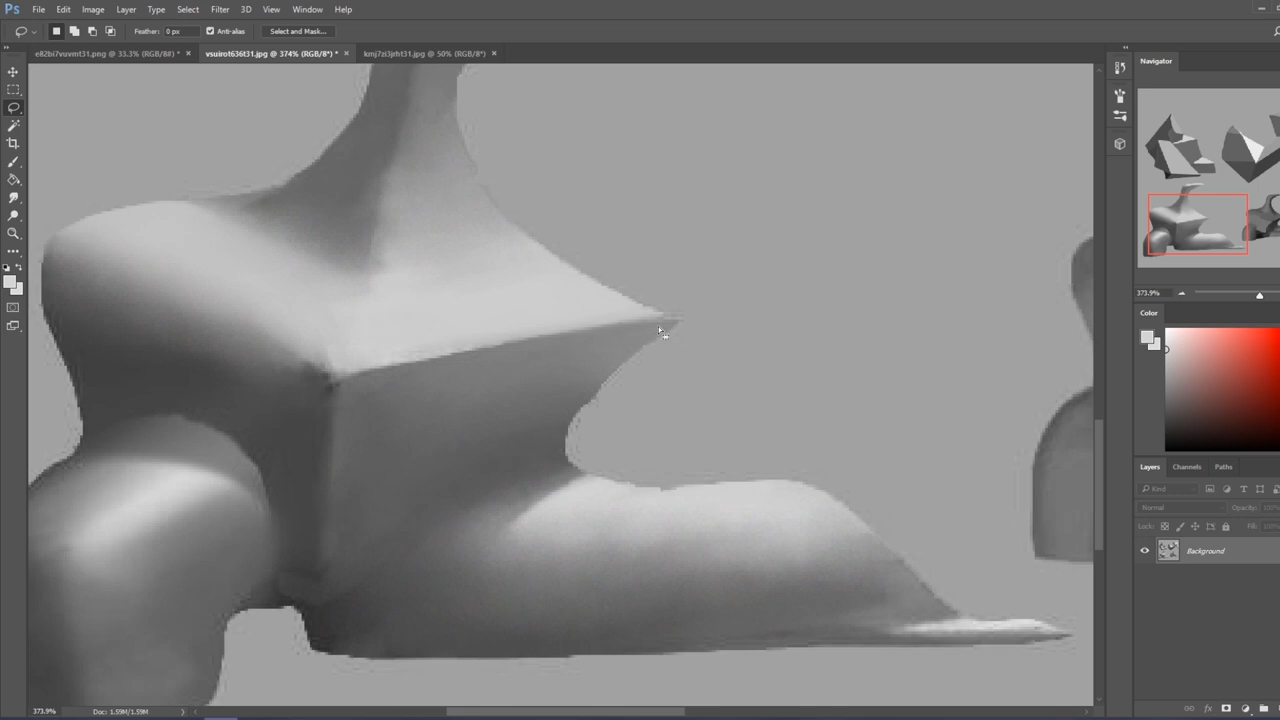 Ps File Edit Image Layer Type Select Filter 3D View Window Help
Feather: 0 px Anti-alias Select and Mask...
e82bi7vuvmt31.png @ 33.3% (RGB/8#) * × vsuirot636t31.jpg @ 374% (RGB/8*) * × kmj7zi3jrht31.jpg @ 50% (RGB/8*) ×
Navigator
373.9%
Color
Layers Channels Paths
Kind
Normal Opacity: 100%
Lock: Fill:
Background
fx
373.9% Doc: 1.59M/1.59M